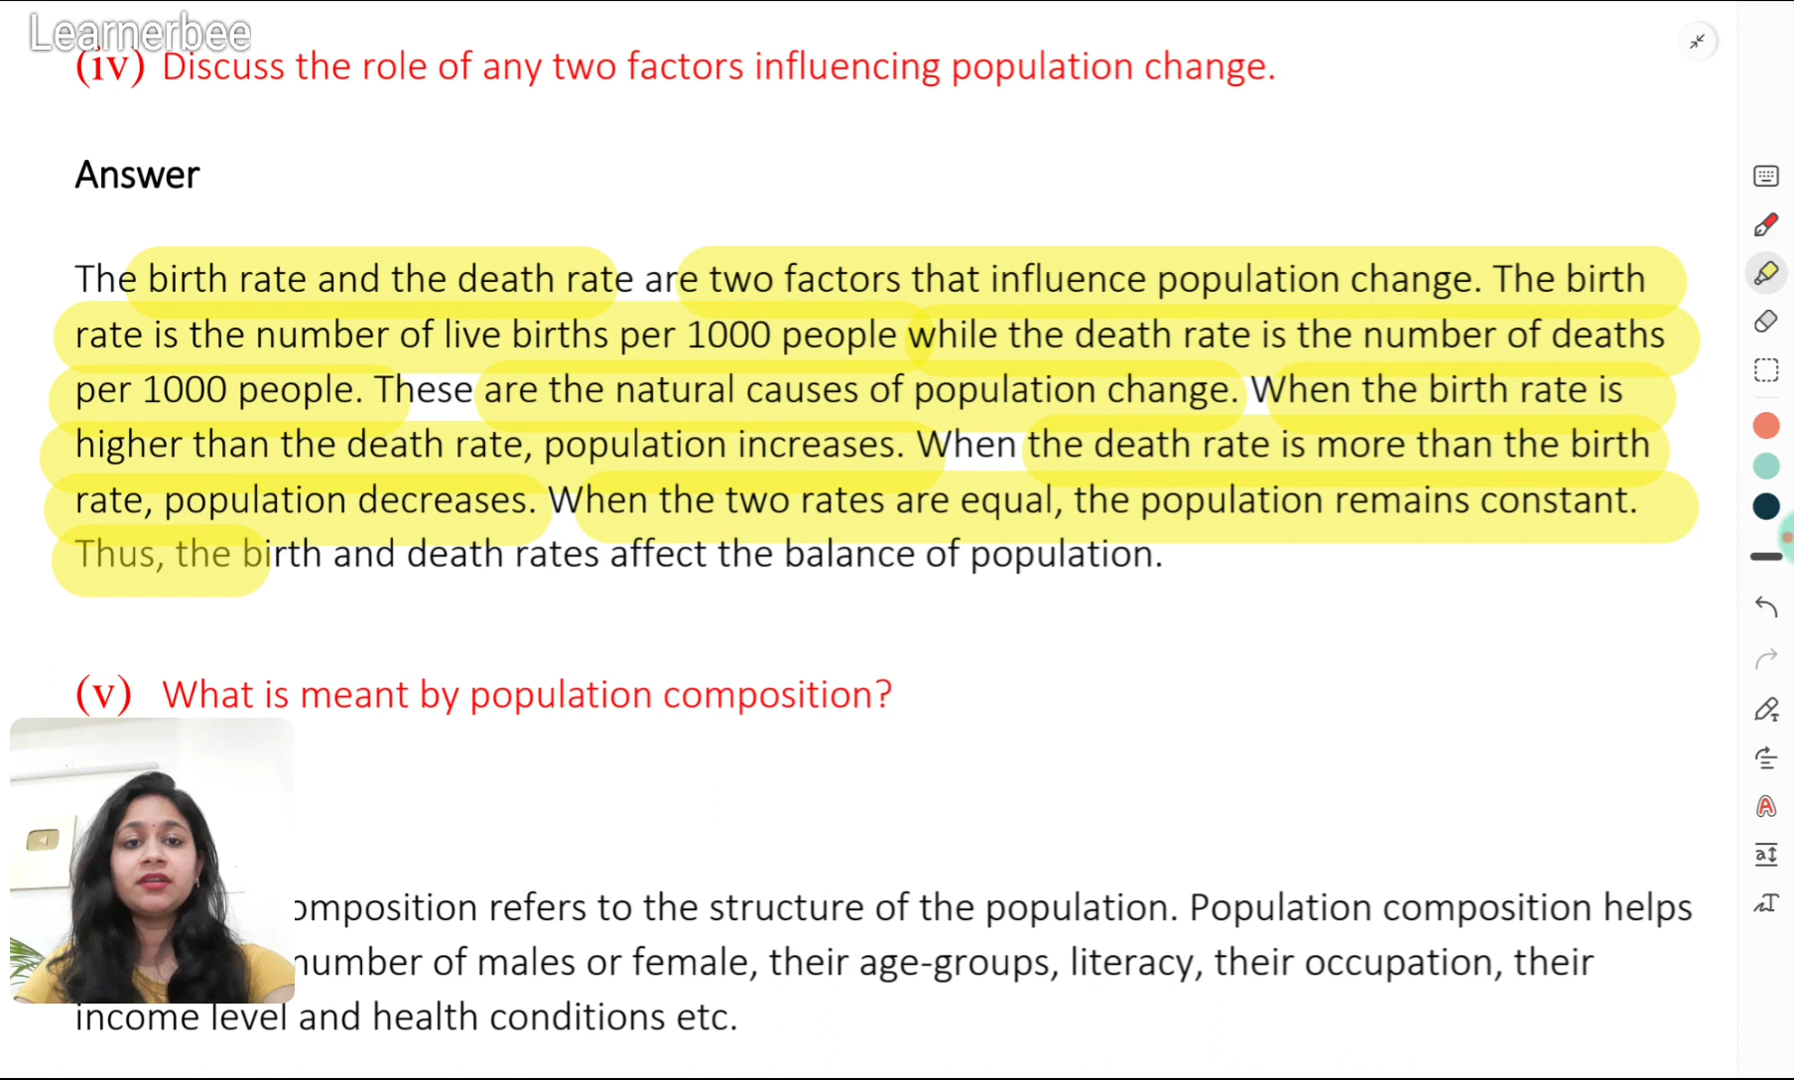 Learnerbee
(iv) Discuss the role of any two factors influencing population change.
Answer
The birth rate and the death rate are two factors that influence population change. The birth
rate is the number of live births per 1000 people while the death rate is the number of deaths
per 1000 people. These are the natural causes of population change. When the birth rate is
higher than the death rate, population increases. When the death rate is more than the birth
rate, population decreases. When the two rates are equal, the population remains constant.
Thus, the birth and death rates affect the balance of population.
(v) What is meant by population composition?
omposition refers to the structure of the population. Population composition helps
number of males or female, their age-groups, literacy, their occupation, their
income level and health conditions etc.